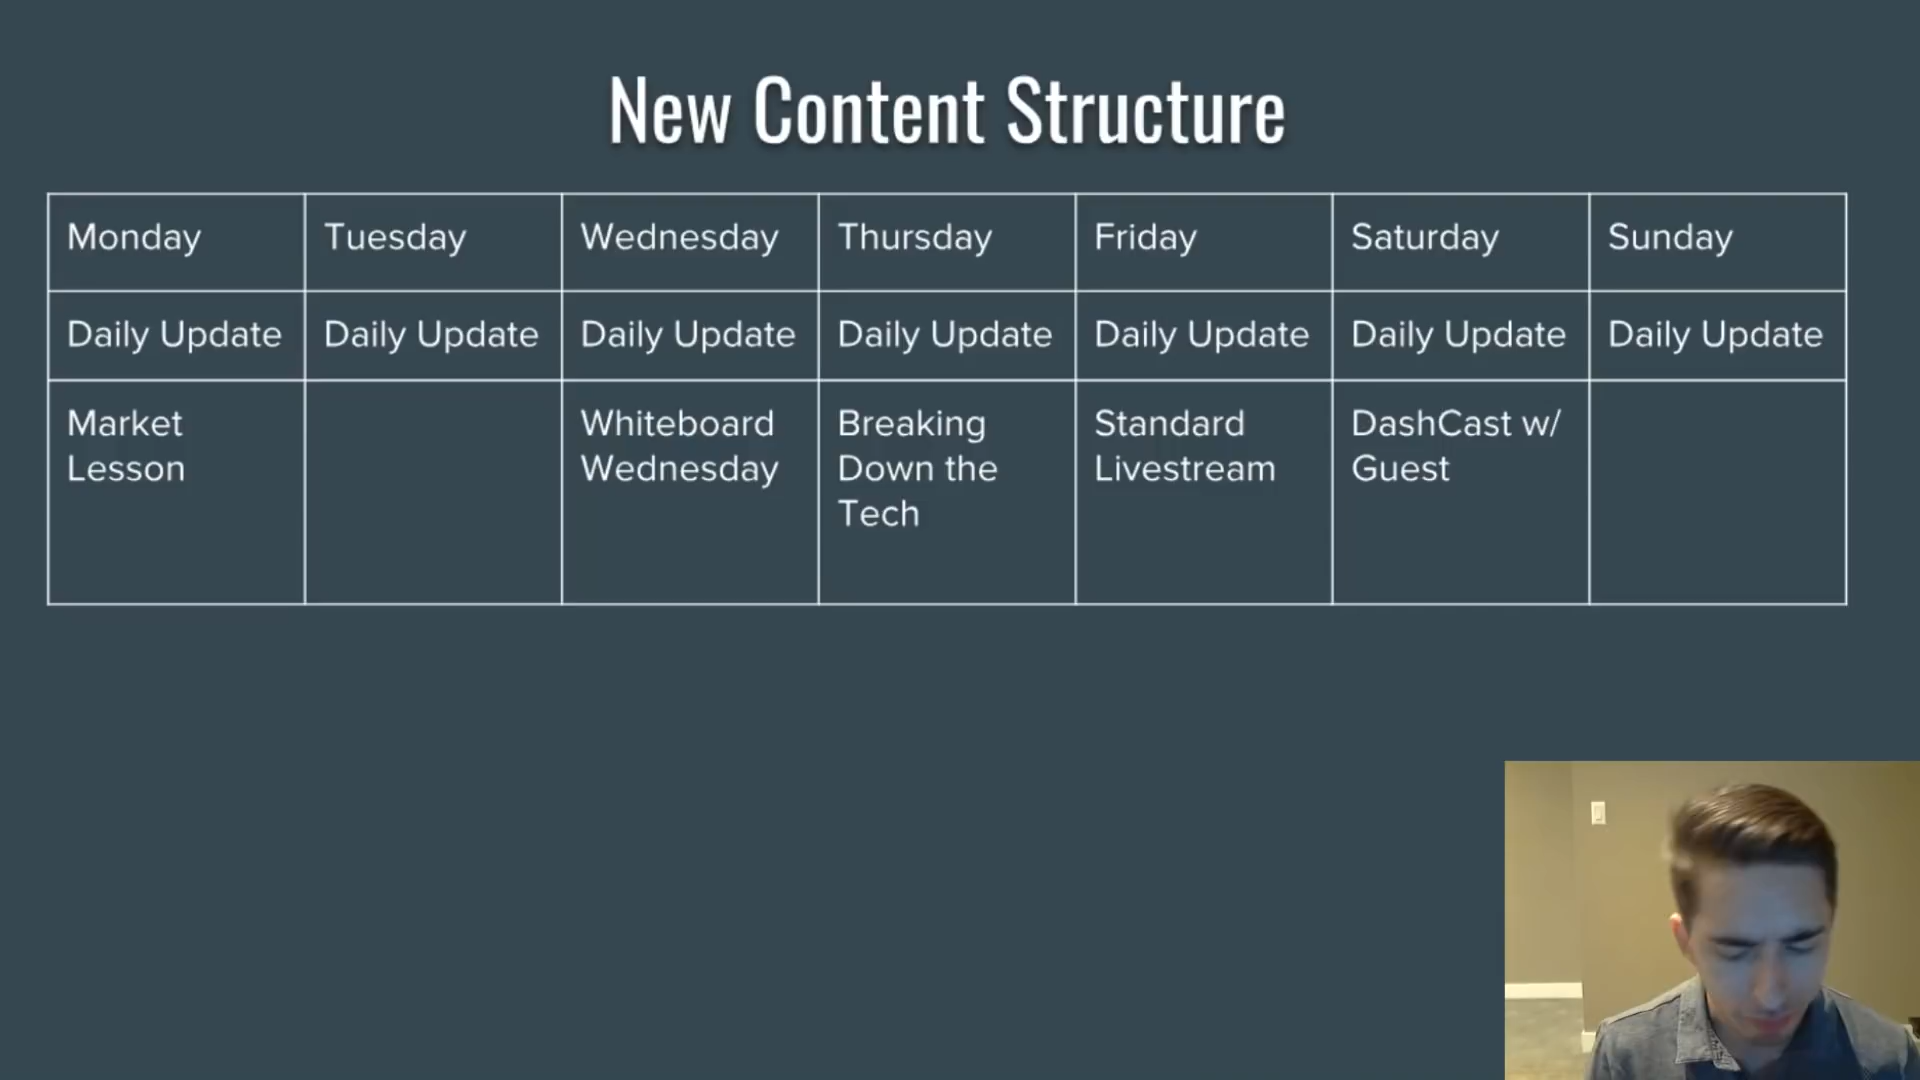 New Content Structure
Monday Tuesday Wednesday Thursday Friday Saturday Sunday
Daily Update Daily Update Daily Update Daily Update Daily Update Daily Update Daily Update
Market
Lesson
Whiteboard
Wednesday
Breaking
Down the
Tech
Standard
Livestream
DashCast w/
Guest